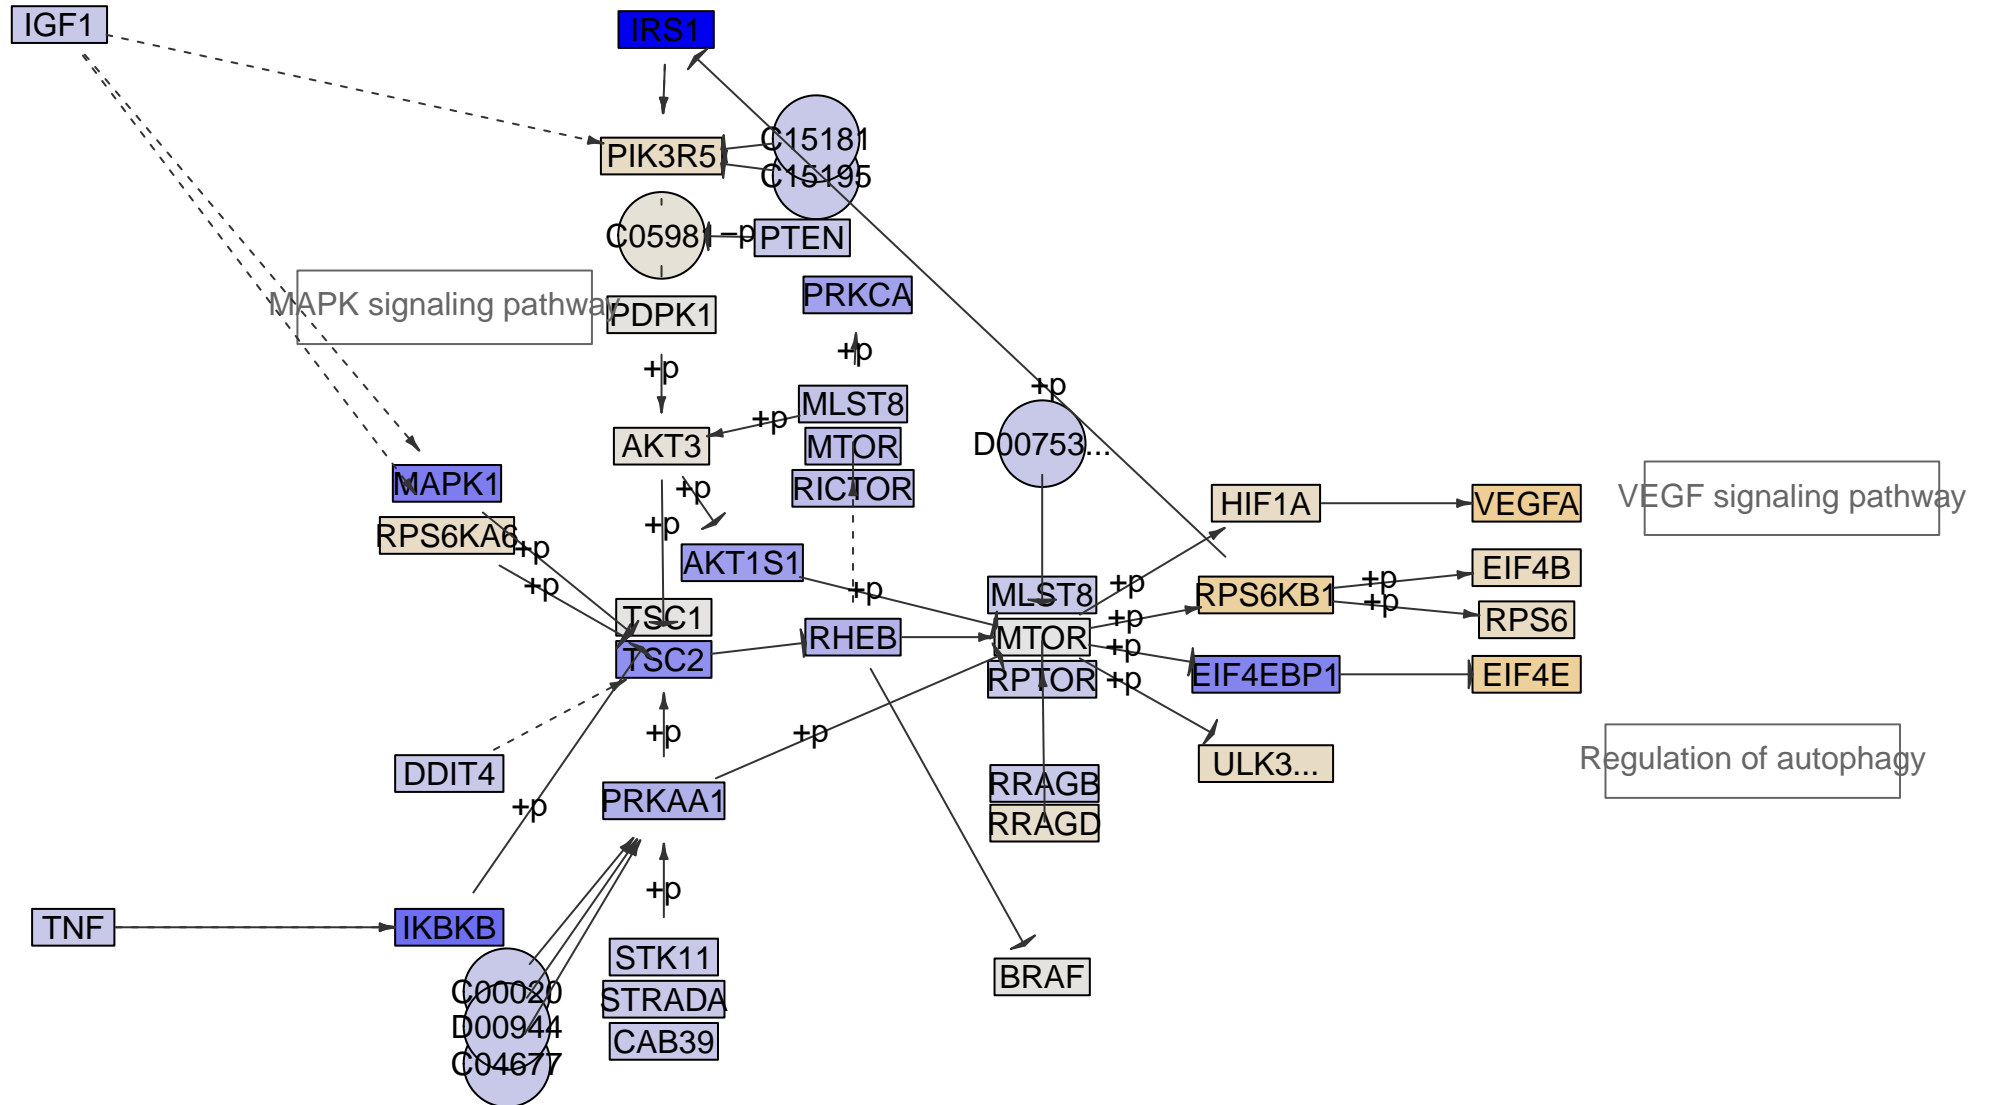 IGF1
IRS1
PIK3R5
C15181
C15195
C05981
−p
PTEN
MAPK signaling pathway
PDPK1
PRKCA
+p
+p
MLST8
+p
AKT3
MTOR
RICTOR
+p
D00753...
MAPK1
RPS6KA6
+p
+p
+p
+p
AKT1S1
+p
HIF1A
VEGFA
VEGF signaling pathway
TSC1
TSC2
RHEB
MLST8
MTOR
RPTOR
+p
+p
+p
+p
RPS6KB1
+p
+p
EIF4B
RPS6
EIF4EBP1
EIF4E
ULK3...
Regulation of autophagy
DDIT4
+p
+p
+p
PRKAA1
RRAGB
RRAGD
+p
TNF
IKBKB
STK11
STRADA
CAB39
BRAF
C00020
D00944
C04677